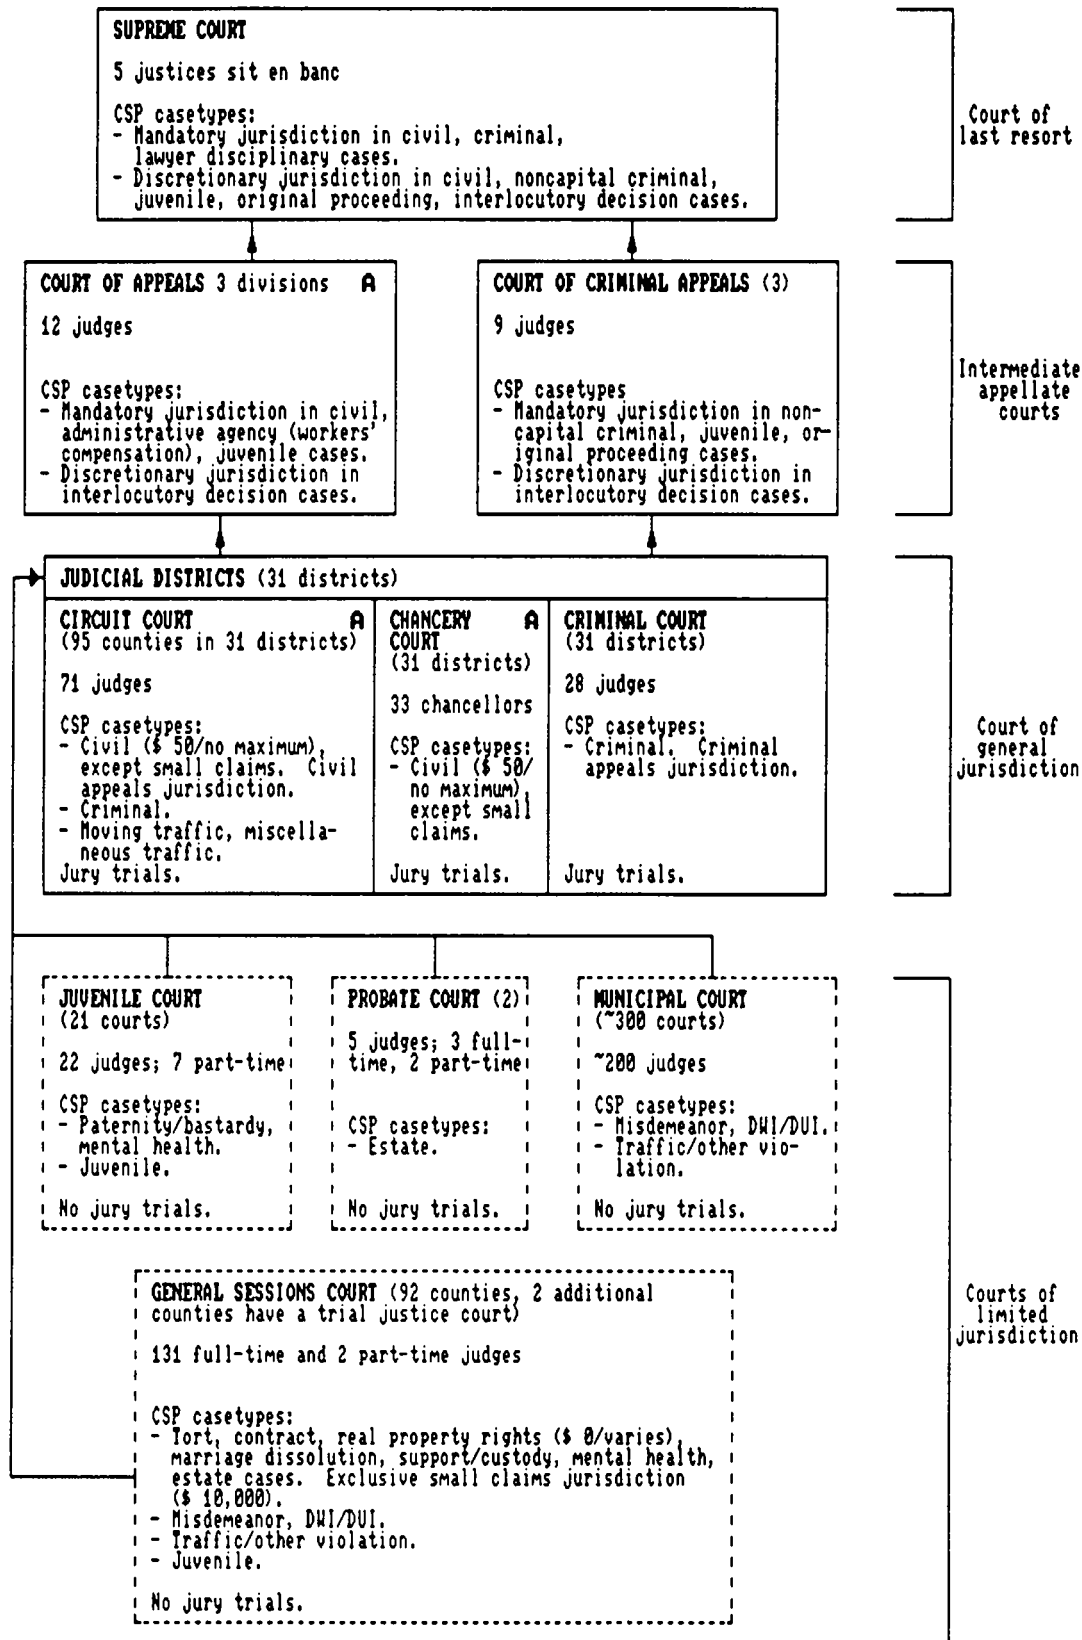 SUPREME COURT
5 justices sit en banc
CSP casetypes:
- Mandatory jurisdiction in civil, criminal,
lawyer disciplinary cases.
- Discretionary jurisdiction in civil, noncapital criminal,
juvenile, original proceeding, interlocutory decision cases.
Court of
last resort
COURT OF APPEALS 3 divisions A
12 judges
CSP casetypes:
- Mandatory jurisdiction in civil,
administrative agency (workers'
compensation), juvenile cases.
- Discretionary jurisdiction in
interlocutory decision cases.
COURT OF CRIMINAL APPEALS (3)
9 judges
CSP casetypes
- Mandatory jurisdiction in non-
capital criminal, juvenile, or-
iginal proceeding cases.
- Discretionary jurisdiction in
interlocutory decision cases.
Intermediate
appellate
courts
JUDICIAL DISTRICTS (31 districts)
CIRCUIT COURT A
(95 counties in 31 districts)
71 judges
CSP casetypes:
- Civil ($ 50/no maximum),
except small claims. Civil
appeals jurisdiction.
- Criminal.
- Moving traffic, miscella-
neous traffic.
Jury trials.
CHANCERY A
COURT
(31 districts)
33 chancellors
CSP casetypes:
- Civil ($ 50/
no maximum),
except small
claims.
Jury trials.
CRIMINAL COURT
(31 districts)
28 judges
CSP casetypes:
- Criminal. Criminal
appeals jurisdiction.
Jury trials.
Court of
general
jurisdiction
JUVENILE COURT
(21 courts)
22 judges; 7 part-time
CSP casetypes:
- Paternity/bastardy,
mental health.
- Juvenile.
No jury trials.
PROBATE COURT (2)
5 judges; 3 full-
time, 2 part-time
CSP casetypes:
- Estate.
No jury trials.
MUNICIPAL COURT
(~300 courts)
~200 judges
CSP casetypes:
- Misdemeanor, DWI/DUI.
- Traffic/other vio-
lation.
No jury trials.
GENERAL SESSIONS COURT (92 counties, 2 additional
counties have a trial justice court)
131 full-time and 2 part-time judges
CSP casetypes:
- Tort, contract, real property rights ($ 0/varies),
marriage dissolution, support/custody, mental health,
estate cases. Exclusive small claims jurisdiction
($ 10,000).
- Misdemeanor, DWI/DUI.
- Traffic/other violation.
- Juvenile.
No jury trials.
Courts of
limited
jurisdiction